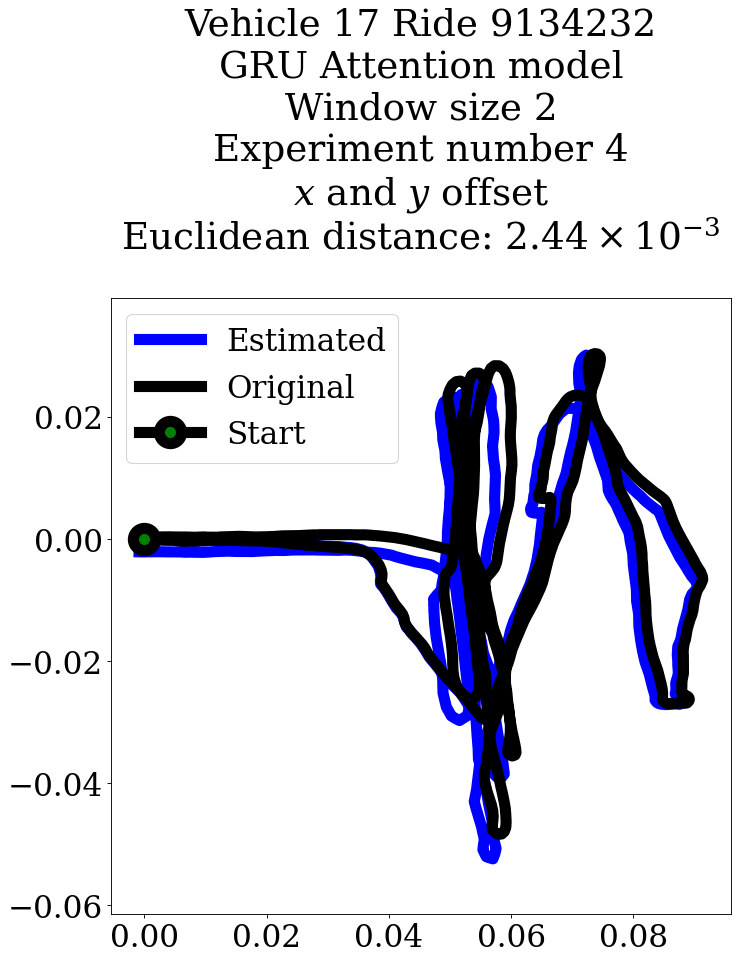 Vehicle 17 Ride 9134232
GRU Attention model
Window size 2
Experiment number 4
x and y offset
Euclidean distance: 2.44 × 10⁻³
Estimated
Original
Start
0.02
0.00
−0.02
−0.04
−0.06
0.00 0.02 0.04 0.06 0.08